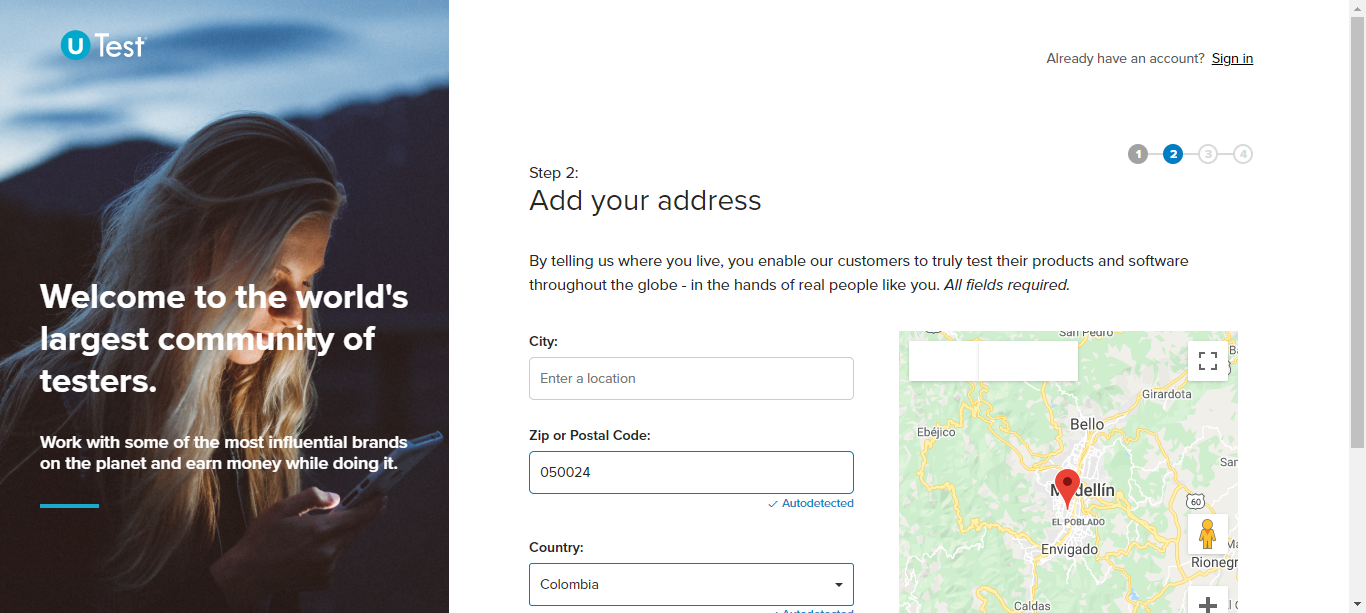 U Test
Already have an account? Sign in
1 2 3 4
Step 2:
Add your address
By telling us where you live, you enable our customers to truly test their products and software
throughout the globe - in the hands of real people like you. All fields required.
Welcome to the world's
largest community of
testers.
Work with some of the most influential brands
on the planet and earn money while doing it.
City:
Enter a location
Zip or Postal Code:
050024
Autodetected
Country:
Colombia
Autodetected
San Pedro
Girardota
Bello
Ebéjico
Medellín
60
EL POBLADO
Envigado
Caldas